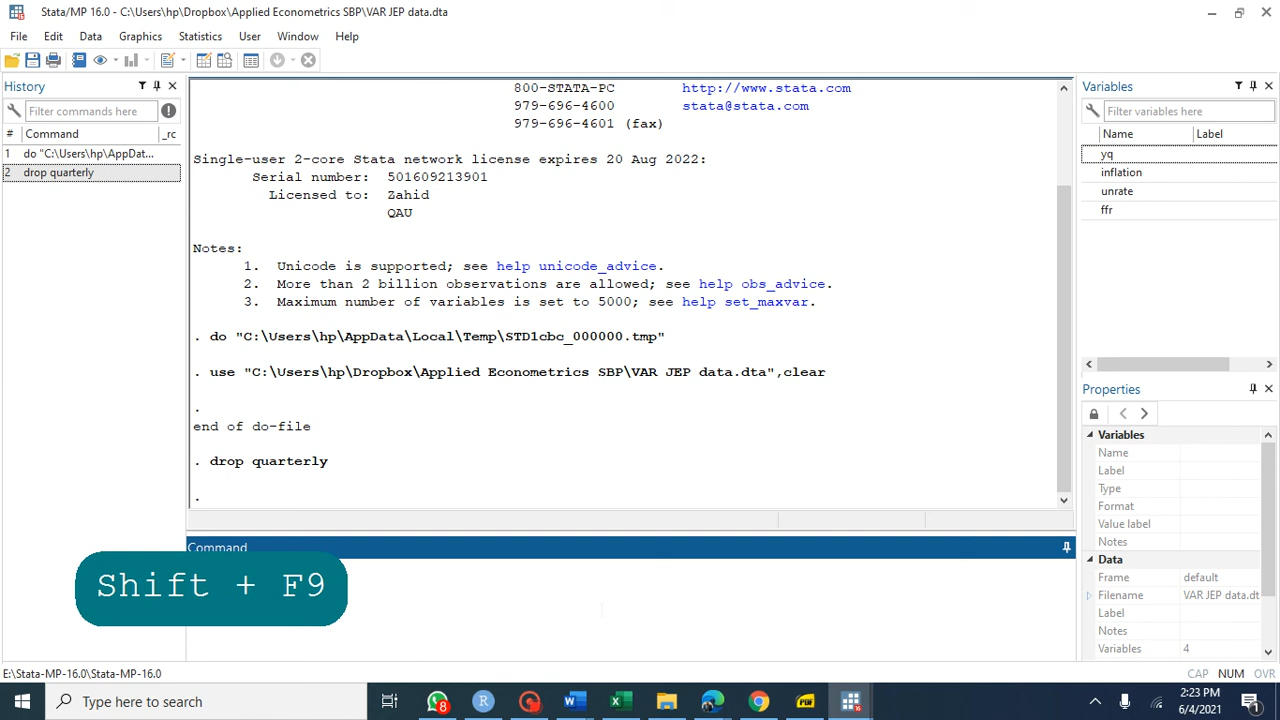 Stata/MP 16.0 - C:\Users\hp\Dropbox\Applied Econometrics SBP\VAR JEP data.dta
File Edit Data Graphics Statistics User Window Help
History
Filter commands here
# Command _rc
1 do "C:\Users\hp\AppDat...
2 drop quarterly
800-STATA-PC http://www.stata.com
979-696-4600 stata@stata.com
979-696-4601 (fax)
Single-user 2-core Stata network license expires 20 Aug 2022:
Serial number: 501609213901
Licensed to: Zahid
QAU
Notes:
1. Unicode is supported; see help unicode_advice.
2. More than 2 billion observations are allowed; see help obs_advice.
3. Maximum number of variables is set to 5000; see help set_maxvar.
. do "C:\Users\hp\AppData\Local\Temp\STD1cbc_000000.tmp"
. use "C:\Users\hp\Dropbox\Applied Econometrics SBP\VAR JEP data.dta",clear
.
end of do-file
. drop quarterly
.
Command
Shift + F9
Variables
Filter variables here
Name Label
yq
inflation
unrate
ffr
Properties
Variables
Name
Label
Type
Format
Value label
Notes
Data
Frame default
Filename VAR JEP data.dt
Label
Notes
Variables 4
E:\Stata-MP-16.0\Stata-MP-16.0
CAP NUM OVR
Type here to search
8
2:23 PM
6/4/2021
1